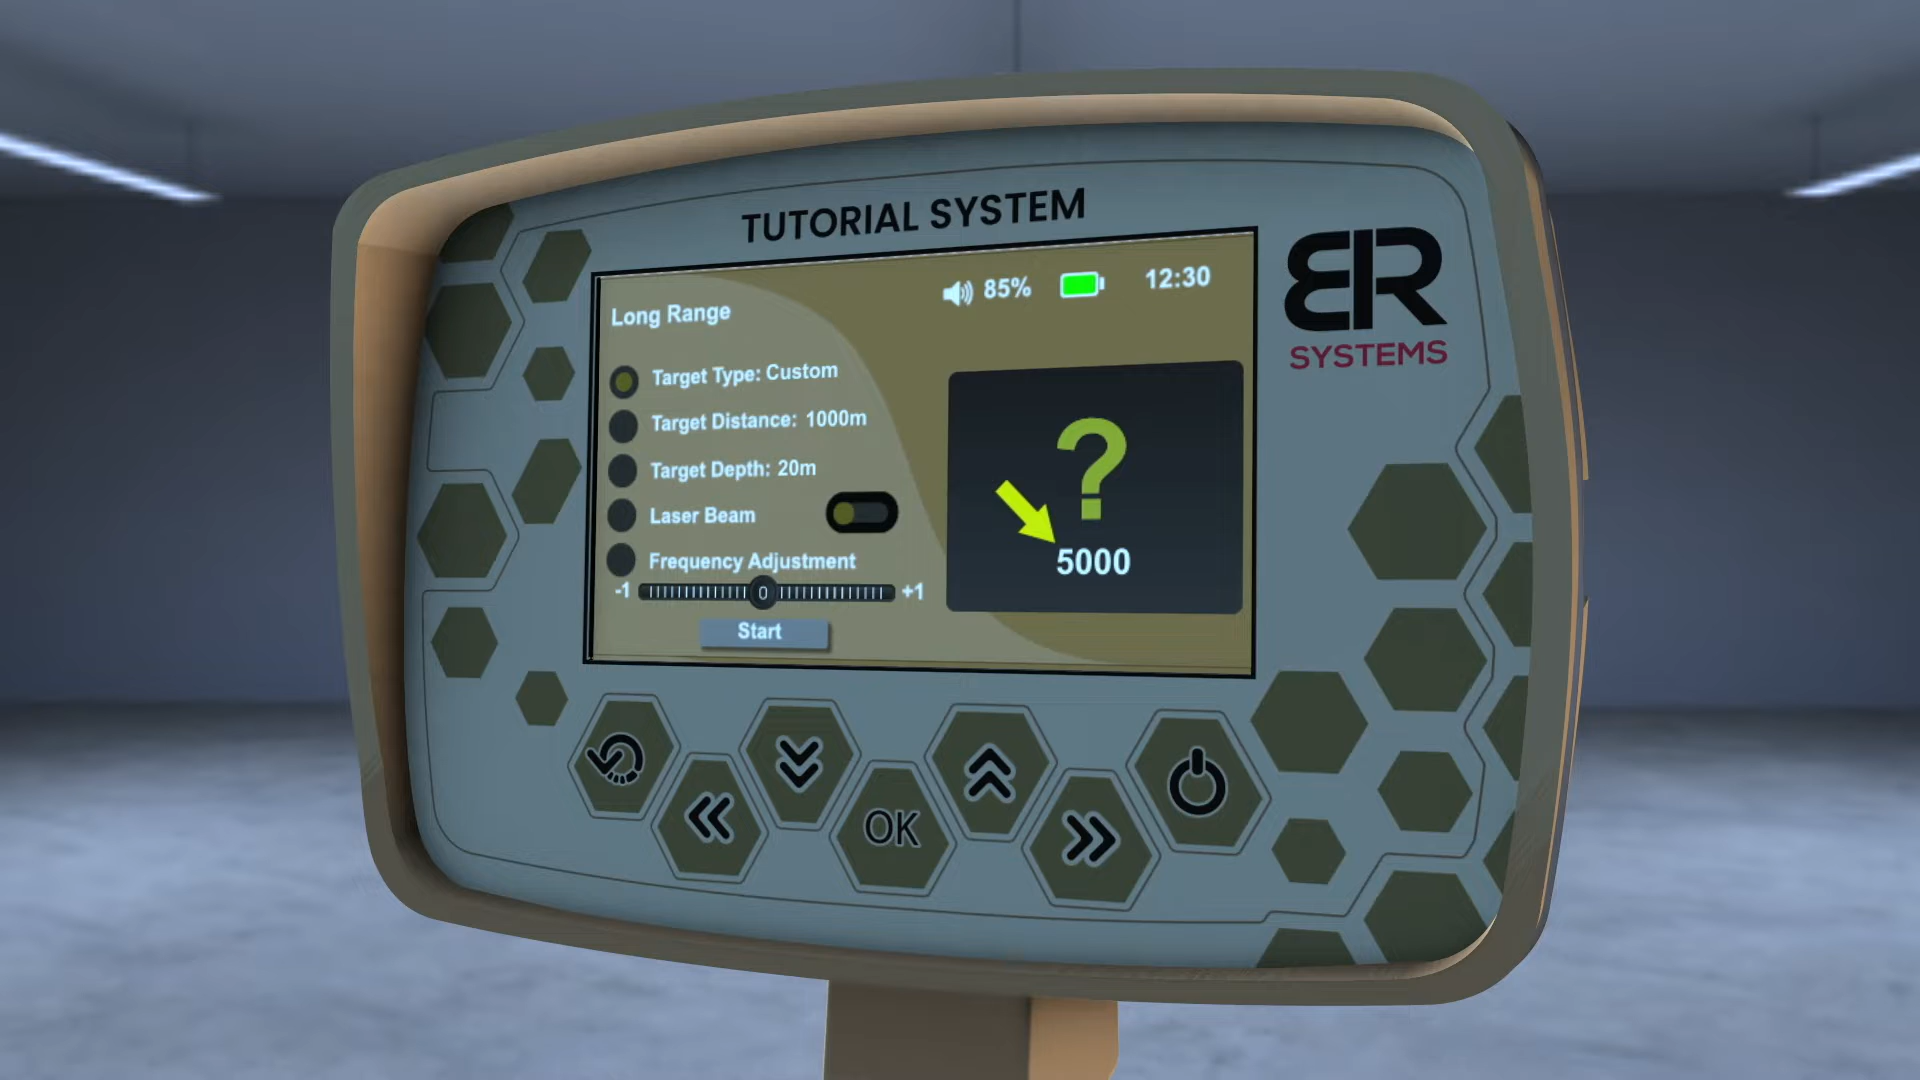 TUTORIAL SYSTEM
85% 12:30
Long Range
Target Type: Custom
Target Distance: 1000m
Target Depth: 20m
Laser Beam
Frequency Adjustment
-1 0 +1
Start
?
5000
BR
SYSTEMS
OK